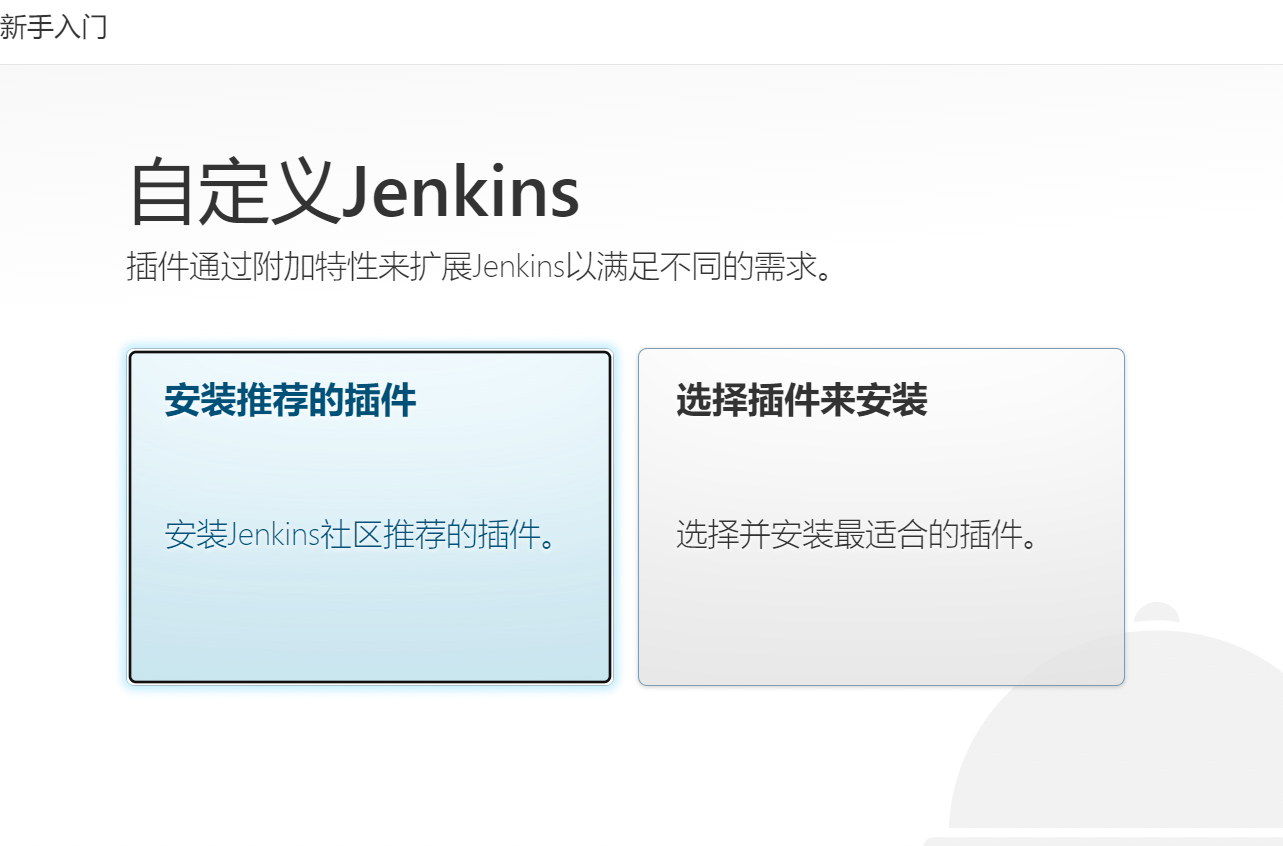 新手入门
自定义Jenkins
插件通过附加特性来扩展Jenkins以满足不同的需求。
安装推荐的插件
安装Jenkins社区推荐的插件。
选择插件来安装
选择并安装最适合的插件。